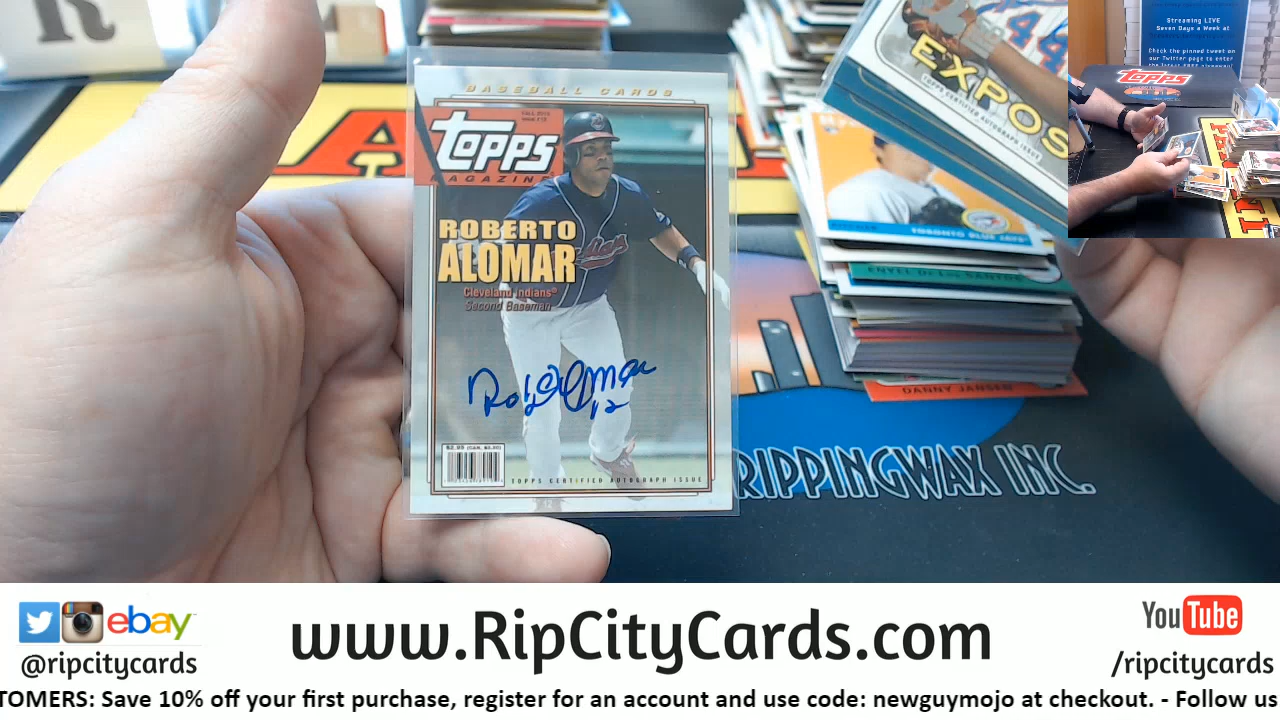 Streaming LIVE
Seven Days a Week at
Check the pinned tweet on
our Twitter page to enter
Topps
BASEBALL CARDS
Topps
MAGAZINE
ROBERTO
ALOMAR
Cleveland Indians®
Second Baseman
12
TOPPS CERTIFIED AUTOGRAPH ISSUE
EXPOS
TOPPS CERTIFIED AUTOGRAPH ISSUE
44
TORONTO BLUE JAYS
ENYEL DE LOS SANTOS
DANNY JANSEN
RIPPINGWAX INC.
R
ebay
@ripcitycards
www.RipCityCards.com
YouTube
/ripcitycards
TOMERS: Save 10% off your first purchase, register for an account and use code: newguymojo at checkout. - Follow us